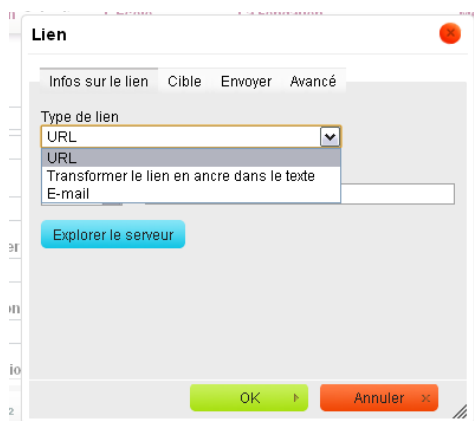 Lien
Infos sur le lien Cible Envoyer Avancé
Type de lien
URL
URL
Transformer le lien en ancre dans le texte
E-mail
Explorer le serveur
OK Annuler